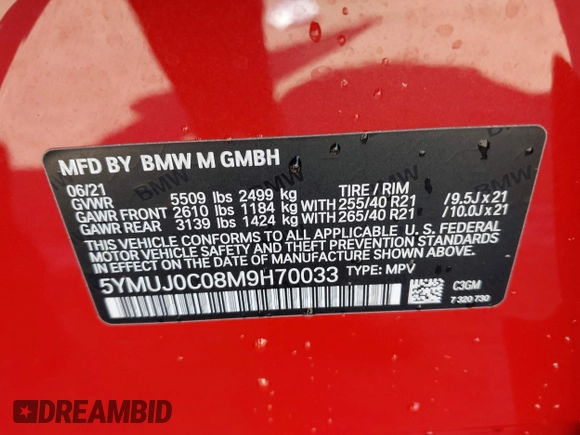 MFD BY BMW M GMBH
06/21
GVWR 5509 lbs 2499 kg TIRE / RIM
GAWR FRONT 2610 lbs 1184 kg WITH 255/40 R21 /9.5J x 21
GAWR REAR 3139 lbs 1424 kg WITH 265/40 R21 /10.0J x 21
THIS VEHICLE CONFORMS TO ALL APPLICABLE U. S. FEDERAL
MOTOR VEHICLE SAFETY, BUMPER, AND THEFT PREVENTION
STANDARDS IN EFFECT ON THE DATE OF MANUFACTURE
SHOWN ABOVE.
5YMUJ0C08M9H70033 TYPE: MPV
C3GM
7 320 730
DREAMBID